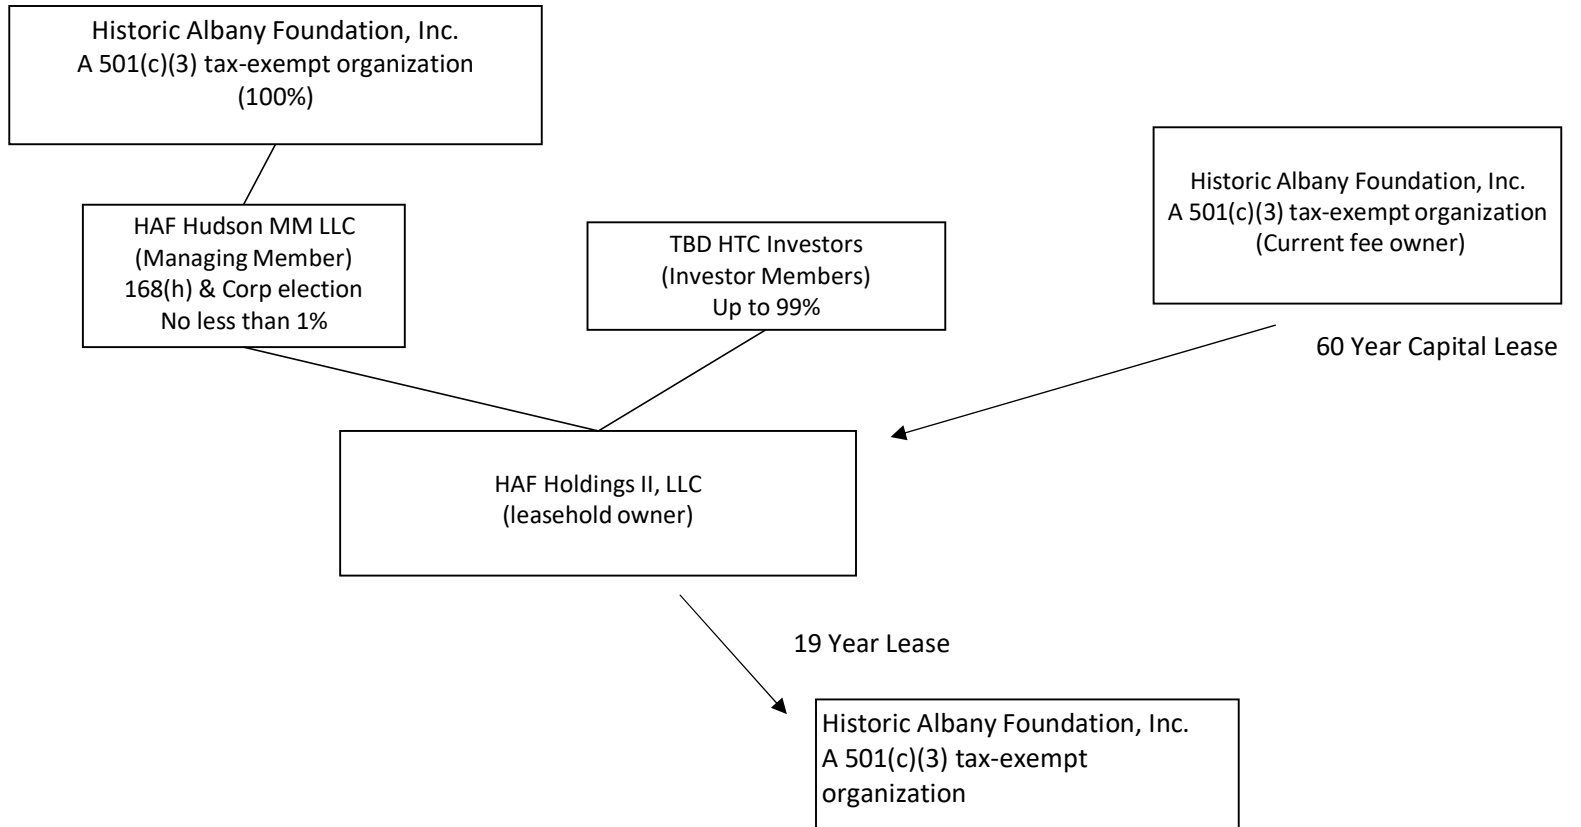 Historic Albany Foundation, Inc.
A 501(c)(3) tax-exempt organization
(100%)
Historic Albany Foundation, Inc.
A 501(c)(3) tax-exempt organization
(Current fee owner)
HAF Hudson MM LLC
(Managing Member)
168(h) & Corp election
No less than 1%
TBD HTC Investors
(Investor Members)
Up to 99%
60 Year Capital Lease
HAF Holdings II, LLC
(leasehold owner)
19 Year Lease
Historic Albany Foundation, Inc.
A 501(c)(3) tax-exempt
organization